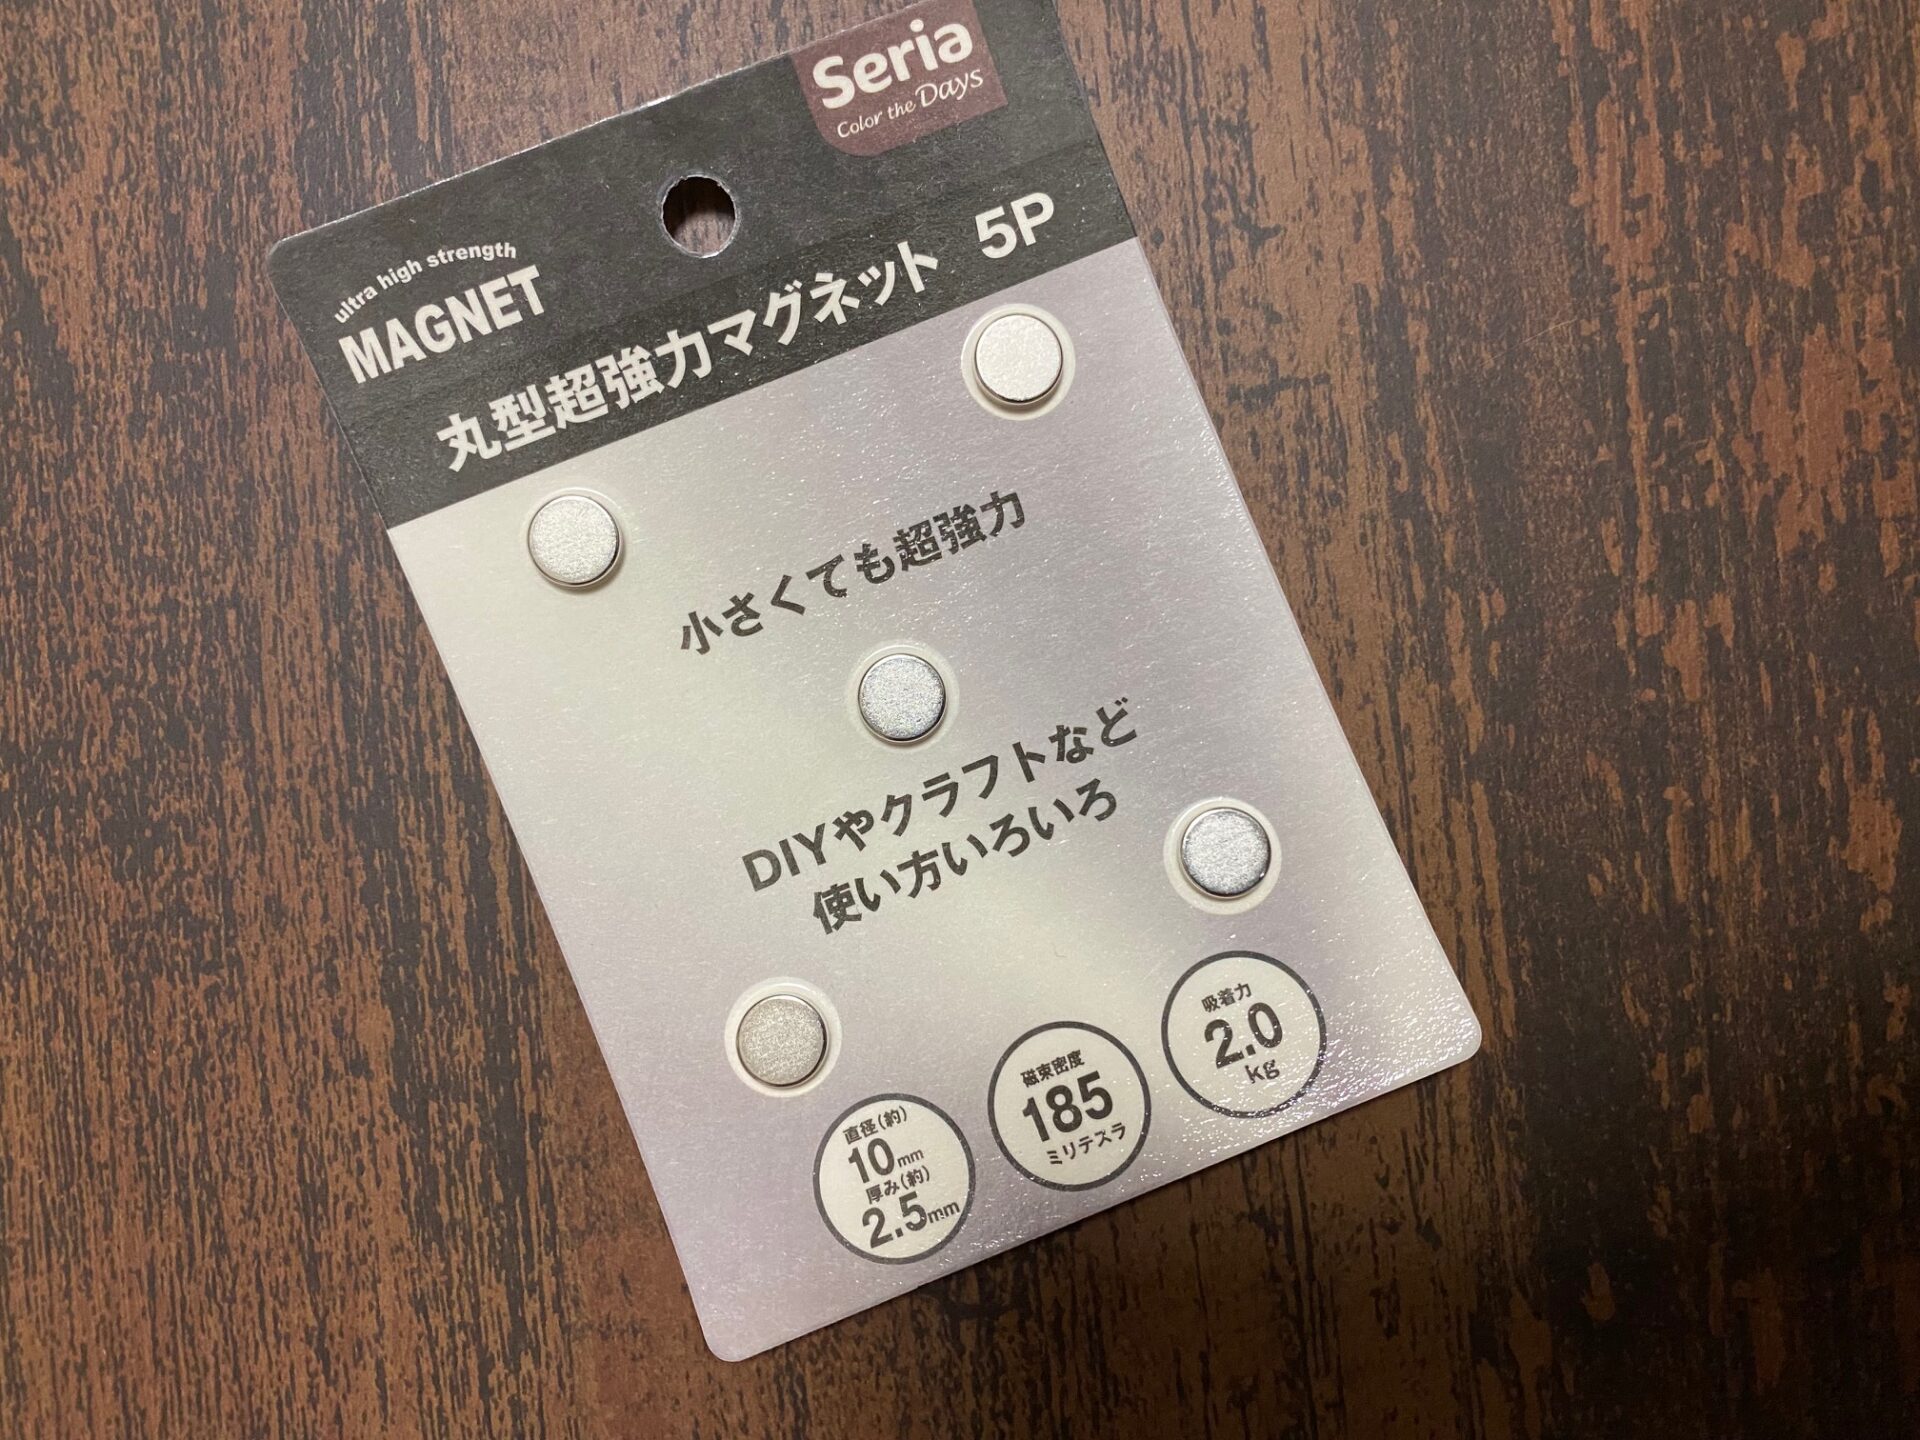 Seria
Color the Days
ultra high strength
MAGNET
丸型超強力マグネット 5P
小さくても超強力
DIYやクラフトなど
使い方いろいろ
直径(約)
10mm
厚み(約)
2.5mm
磁束密度
185
ミリテスラ
吸着力
2.0
kg